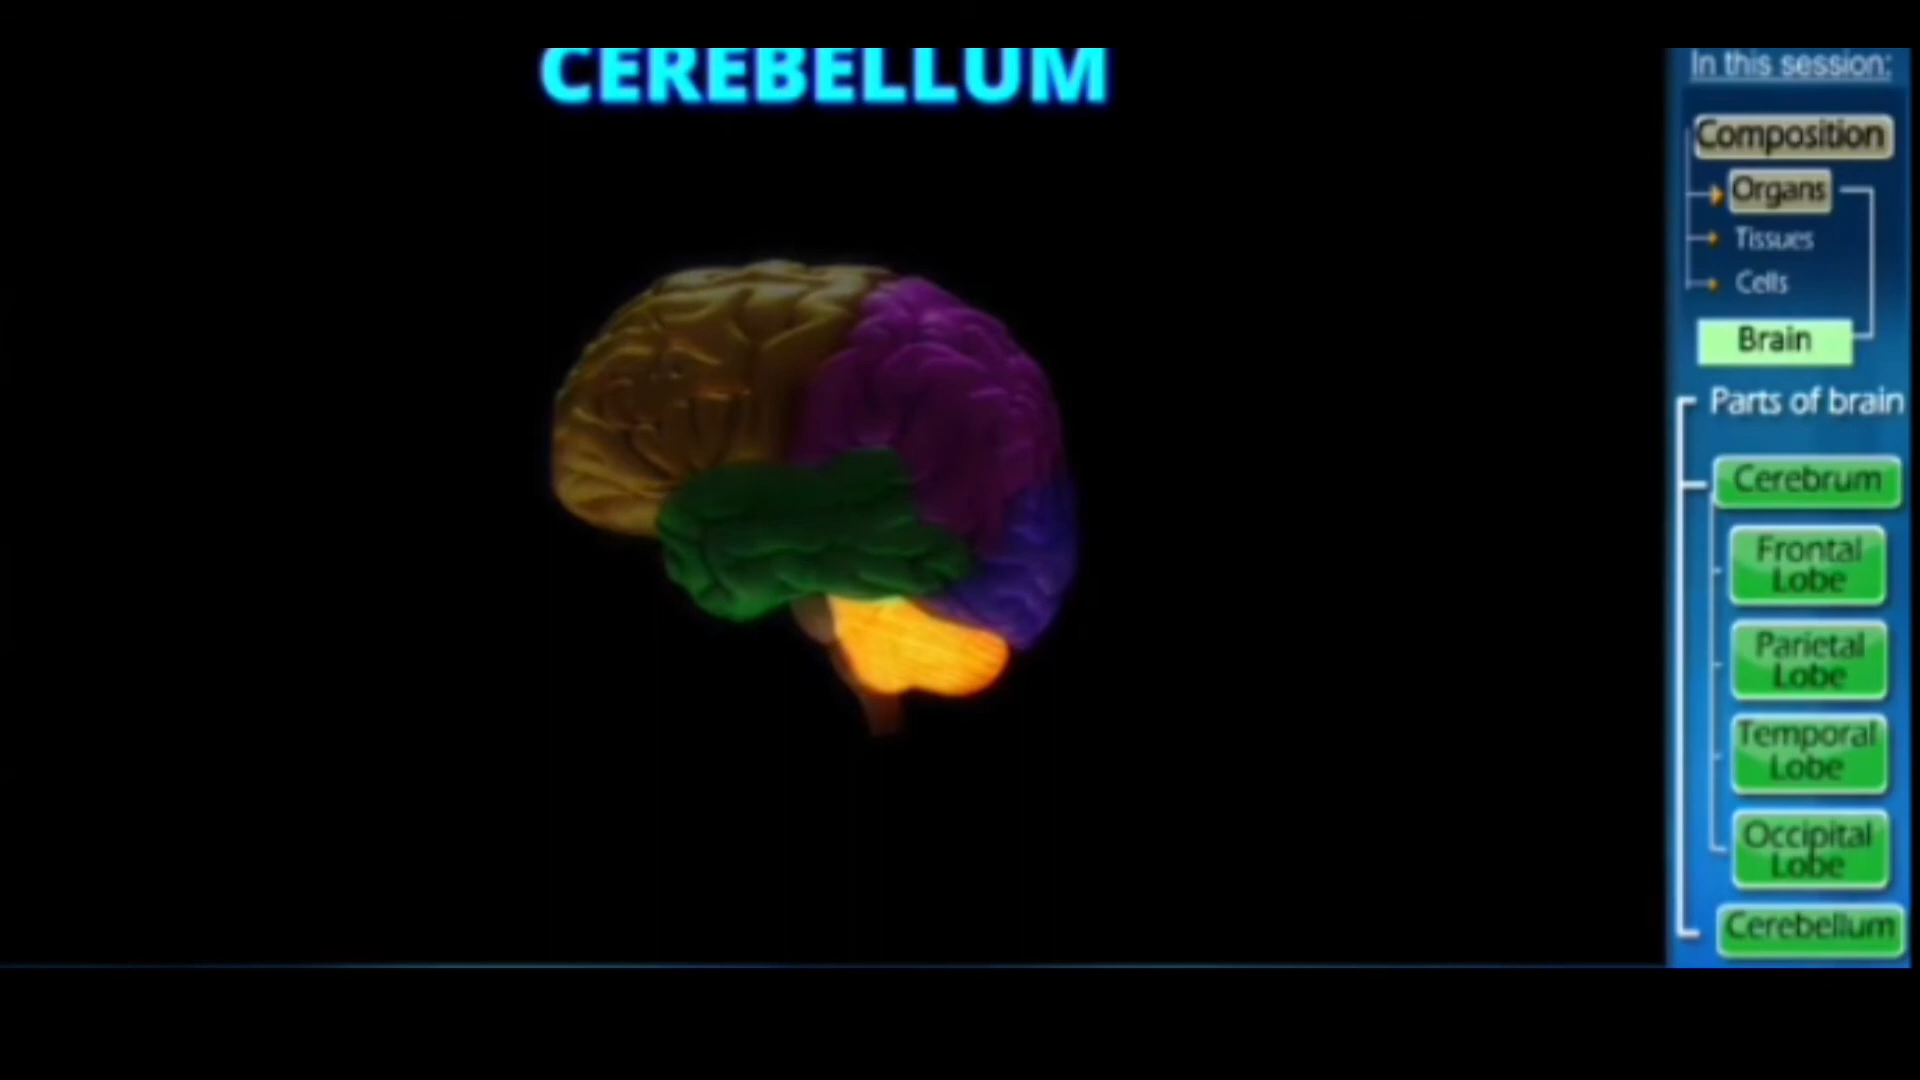 CEREBELLUM
In this session:
Composition
Organs
Tissues
Cells
Brain
Parts of brain
Cerebrum
Frontal
Lobe
Parietal
Lobe
Temporal
Lobe
Occipital
Lobe
Cerebellum